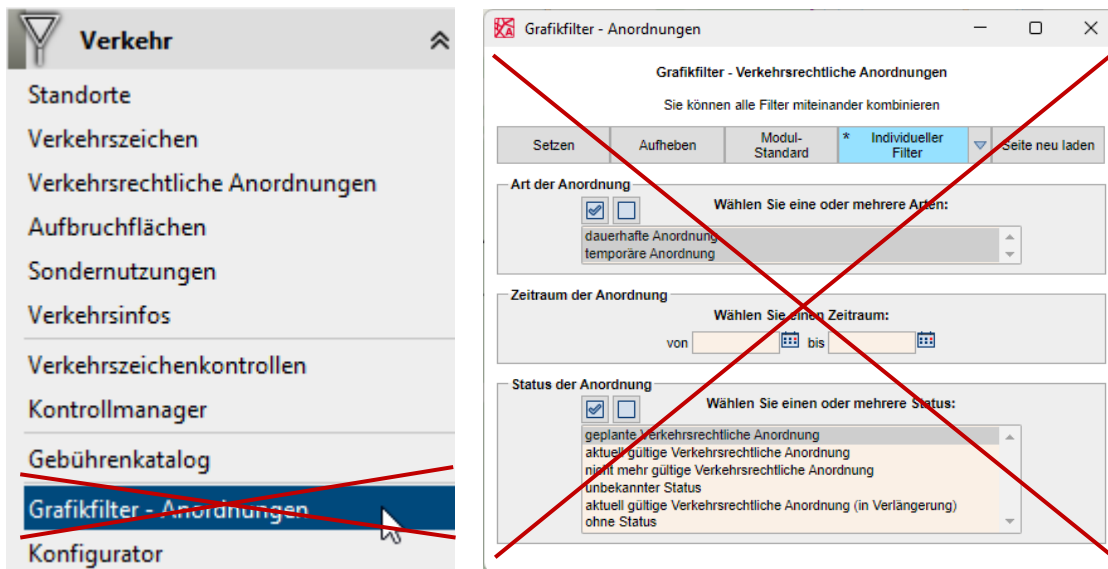 Verkehr
Standorte
Verkehrszeichen
Verkehrsrechtliche Anordnungen
Aufbruchflächen
Sondernutzungen
Verkehrsinfos
Verkehrszeichenkontrollen
Kontrollmanager
Gebührenkatalog
Grafikfilter - Anordnungen
Konfigurator
Grafikfilter - Anordnungen
Grafikfilter - Verkehrsrechtliche Anordnungen
Sie können alle Filter miteinander kombinieren
Setzen Aufheben Modul-Standard * Individueller Filter Seite neu laden
Art der Anordnung
Wählen Sie eine oder mehrere Arten:
dauerhafte Anordnung
temporäre Anordnung
Zeitraum der Anordnung
Wählen Sie einen Zeitraum:
von bis
Status der Anordnung
Wählen Sie einen oder mehrere Status:
geplante Verkehrsrechtliche Anordnung
aktuell gültige Verkehrsrechtliche Anordnung
nicht mehr gültige Verkehrsrechtliche Anordnung
unbekannter Status
aktuell gültige Verkehrsrechtliche Anordnung (in Verlängerung)
ohne Status